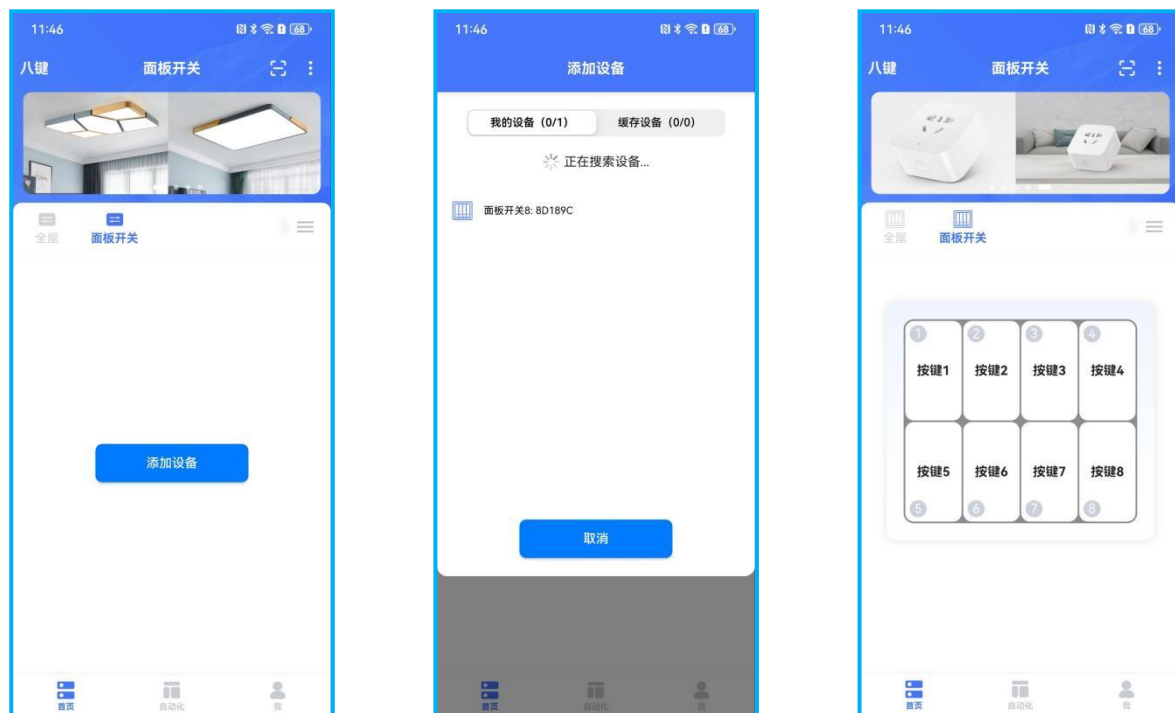 11:46
68
八键
面板开关
全屋
面板开关
添加设备
首页
自动化
我
11:46
68
添加设备
我的设备（0/1）
缓存设备（0/0）
正在搜索设备...
面板开关8: 8D189C
取消
首页
自动化
我
11:46
68
八键
面板开关
全屋
面板开关
1
2
3
4
按键1
按键2
按键3
按键4
按键5
按键6
按键7
按键8
5
6
7
8
首页
自动化
我